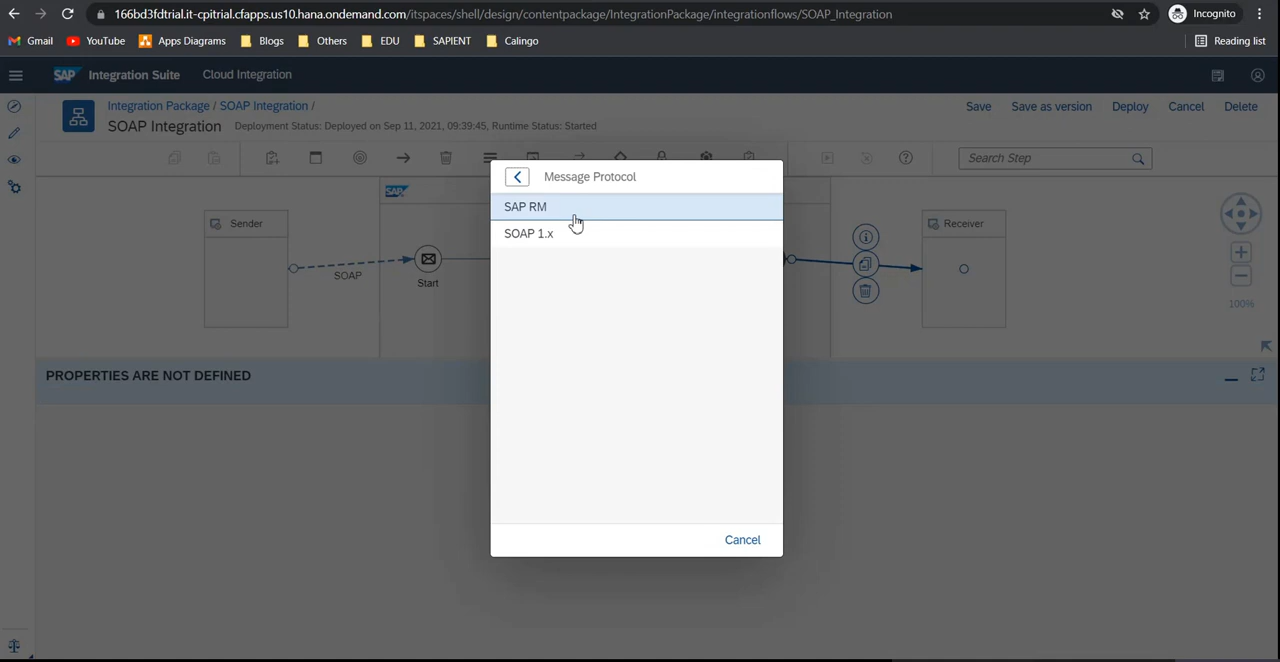 166bd3fdtrial.it-cpitrial.cfapps.us10.hana.ondemand.com/itspaces/shell/design/contentpackage/IntegrationPackage/integrationflows/SOAP_Integration
Incognito
Gmail YouTube Apps Diagrams Blogs Others EDU SAPIENT Calingo Reading list
SAP Integration Suite Cloud Integration
Integration Package / SOAP Integration /
SOAP Integration Deployment Status: Deployed on Sep 11, 2021, 09:39:45, Runtime Status: Started
Save Save as version Deploy Cancel Delete
Search Step
Message Protocol
SAP RM
SOAP 1.x
Cancel
SAP
Sender
SOAP
Start
Receiver
100%
PROPERTIES ARE NOT DEFINED